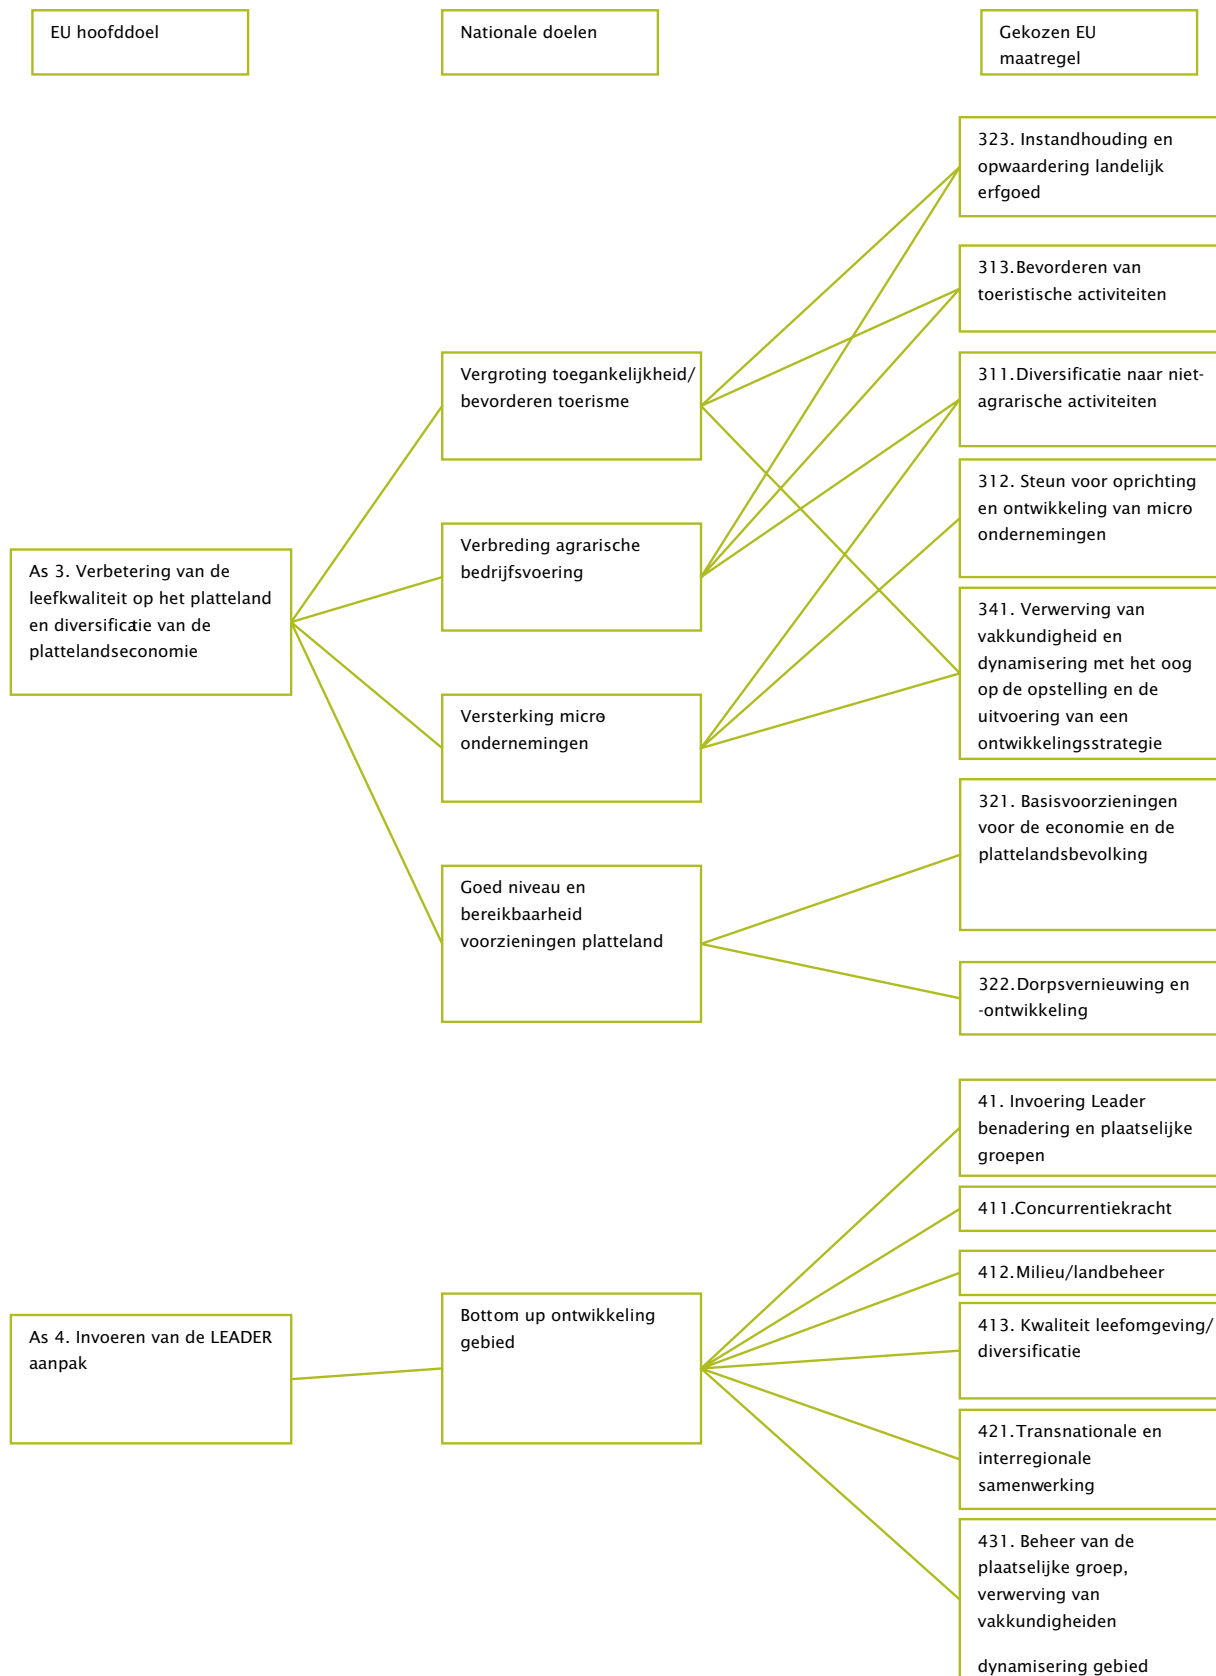 EU hoofddoel
Nationale doelen
Gekozen EU
maatregel
323. Instandhouding en
opwaardering landelijk
erfgoed
313.Bevorderen van
toeristische activiteiten
Vergroting toegankelijkheid/
bevorderen toerisme
311.Diversificatie naar niet-
agrarische activiteiten
312. Steun voor oprichting
en ontwikkeling van micro
ondernemingen
Verbreding agrarische
bedrijfsvoering
As 3. Verbetering van de
leefkwaliteit op het platteland
en diversificatie van de
plattelandseconomie
341. Verwerving van
vakkundigheid en
dynamisering met het oog
op de opstelling en de
uitvoering van een
ontwikkelingsstrategie
Versterking micro
ondernemingen
321. Basisvoorzieningen
voor de economie en de
plattelandsbevolking
Goed niveau en
bereikbaarheid
voorzieningen platteland
322.Dorpsvernieuwing en
-ontwikkeling
41. Invoering Leader
benadering en plaatselijke
groepen
411.Concurrentiekracht
412.Milieu/landbeheer
As 4. Invoeren van de LEADER
aanpak
Bottom up ontwikkeling
gebied
413. Kwaliteit leefomgeving/
diversificatie
421.Transnationale en
interregionale
samenwerking
431. Beheer van de
plaatselijke groep,
verwerving van
vakkundigheiden
dynamisering gebied